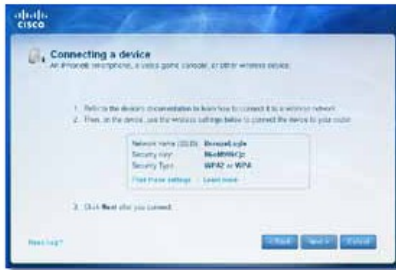 CISCO
Connecting a device
An iPhone® smartphone, a video game console, or other wireless device.
1. Refer to the device's documentation to learn how to connect it to a wireless network.
2. Then, on the device, use the wireless settings below to connect the device to your router.
Network name (SSID):
Security key:
Security Type: WPA2 or WPA
Print these settings Learn more
3. Click Next after you connect.
Need help?
Back Next Cancel